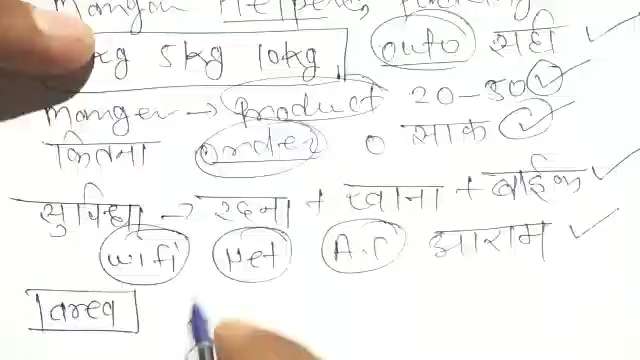 Manger Helper,
kg 5kg 10kg auto सही
manger → product 20-50
कितना order 0 साक
सुविधा → रहना + खाना + बाईक
wifi Net A.C आराम
area